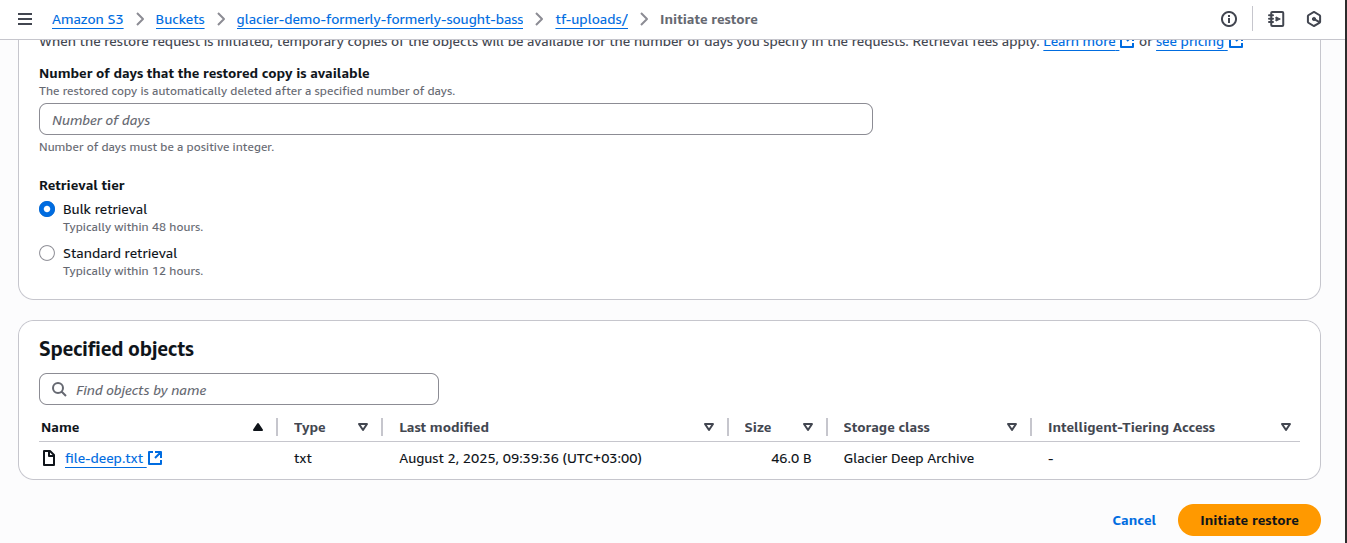 Amazon S3 > Buckets > glacier-demo-formerly-formerly-sought-bass > tf-uploads/ > Initiate restore
When the restore request is initiated, temporary copies of the objects will be available for the number of days you specify in the requests. Retrieval fees apply. Learn more or see pricing
Number of days that the restored copy is available
The restored copy is automatically deleted after a specified number of days.
Number of days
Number of days must be a positive integer.
Retrieval tier
Bulk retrieval
Typically within 48 hours.
Standard retrieval
Typically within 12 hours.
Specified objects
Find objects by name
Name Type Last modified Size Storage class Intelligent-Tiering Access
file-deep.txt txt August 2, 2025, 09:39:36 (UTC+03:00) 46.0 B Glacier Deep Archive -
Cancel Initiate restore